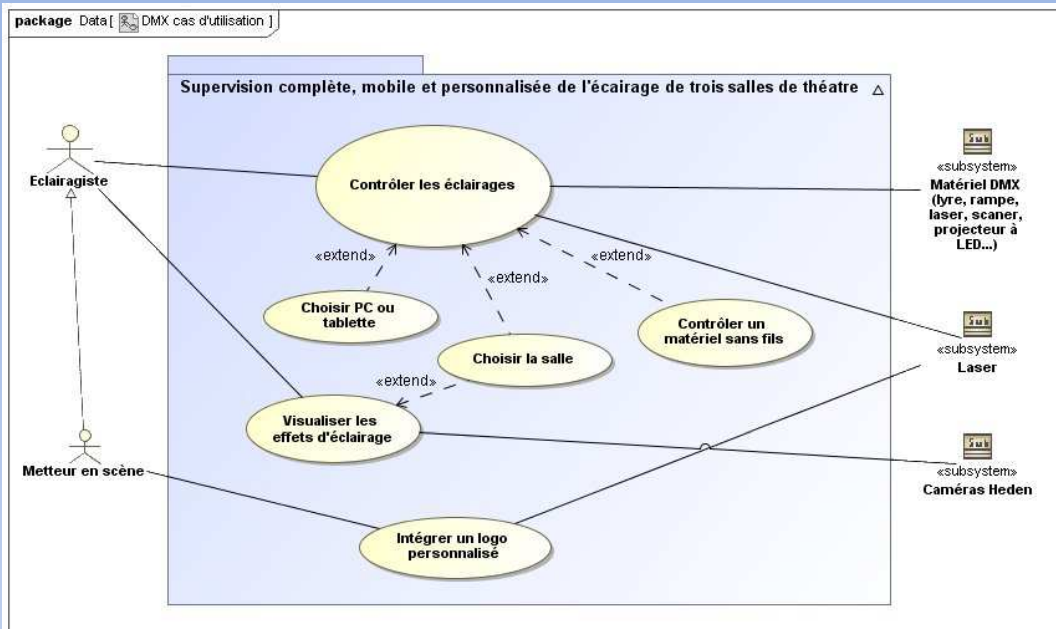 package Data [ DMX cas d'utilisation ]
Supervision complète, mobile et personnalisée de l'écairage de trois salles de théatre
Eclairagiste
Contrôler les éclairages
«subsystem»
Matériel DMX
(lyre, rampe,
laser, scaner,
projecteur à
LED...)
«extend»
«extend»
«extend»
Choisir PC ou
tablette
Contrôler un
matériel sans fils
Choisir la salle
«subsystem»
Laser
«extend»
Visualiser les
effets d'éclairage
Metteur en scène
«subsystem»
Caméras Heden
Intégrer un logo
personnalisé